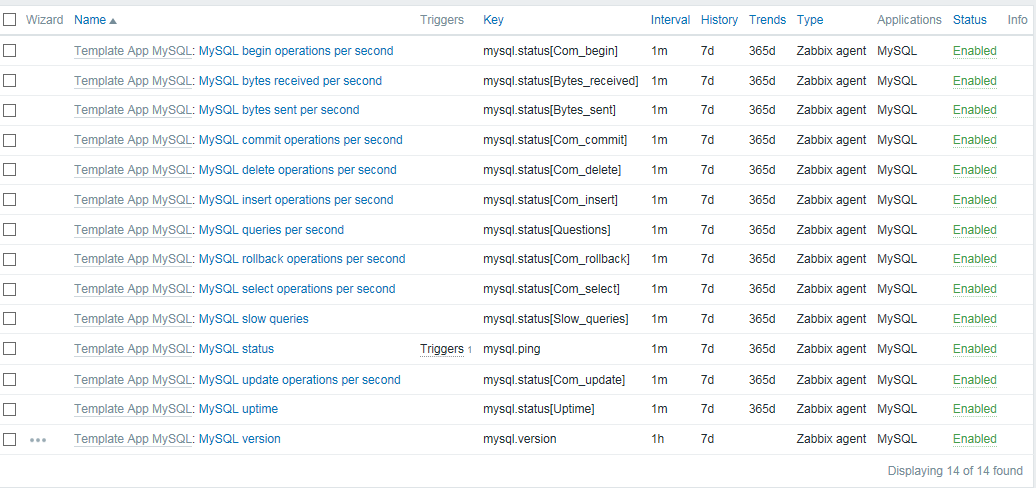 Wizard Name Triggers Key Interval History Trends Type Applications Status Info
Template App MySQL: MySQL begin operations per second mysql.status[Com_begin] 1m 7d 365d Zabbix agent MySQL Enabled
Template App MySQL: MySQL bytes received per second mysql.status[Bytes_received] 1m 7d 365d Zabbix agent MySQL Enabled
Template App MySQL: MySQL bytes sent per second mysql.status[Bytes_sent] 1m 7d 365d Zabbix agent MySQL Enabled
Template App MySQL: MySQL commit operations per second mysql.status[Com_commit] 1m 7d 365d Zabbix agent MySQL Enabled
Template App MySQL: MySQL delete operations per second mysql.status[Com_delete] 1m 7d 365d Zabbix agent MySQL Enabled
Template App MySQL: MySQL insert operations per second mysql.status[Com_insert] 1m 7d 365d Zabbix agent MySQL Enabled
Template App MySQL: MySQL queries per second mysql.status[Questions] 1m 7d 365d Zabbix agent MySQL Enabled
Template App MySQL: MySQL rollback operations per second mysql.status[Com_rollback] 1m 7d 365d Zabbix agent MySQL Enabled
Template App MySQL: MySQL select operations per second mysql.status[Com_select] 1m 7d 365d Zabbix agent MySQL Enabled
Template App MySQL: MySQL slow queries mysql.status[Slow_queries] 1m 7d 365d Zabbix agent MySQL Enabled
Template App MySQL: MySQL status Triggers 1 mysql.ping 1m 7d 365d Zabbix agent MySQL Enabled
Template App MySQL: MySQL update operations per second mysql.status[Com_update] 1m 7d 365d Zabbix agent MySQL Enabled
Template App MySQL: MySQL uptime mysql.status[Uptime] 1m 7d 365d Zabbix agent MySQL Enabled
Template App MySQL: MySQL version mysql.version 1h 7d Zabbix agent MySQL Enabled
Displaying 14 of 14 found